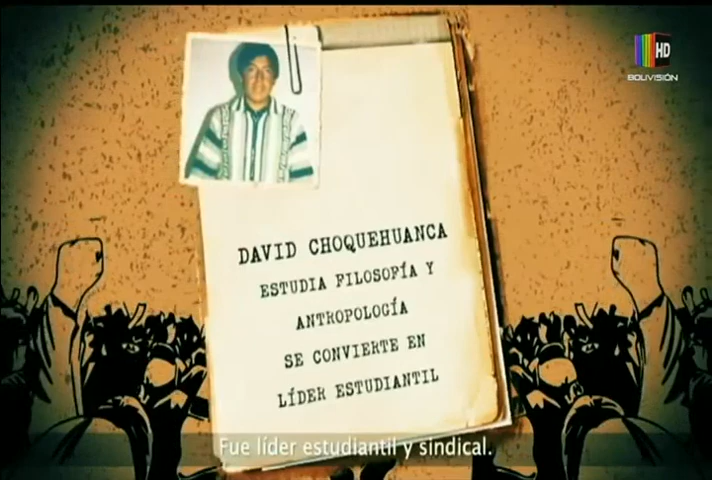 HD
BOLIVISIÓN
DAVID CHOQUEHUANCA
ESTUDIA FILOSOFÍA Y
ANTROPOLOGÍA
SE CONVIERTE EN
LÍDER ESTUDIANTIL
Fue líder estudiantil y sindical.